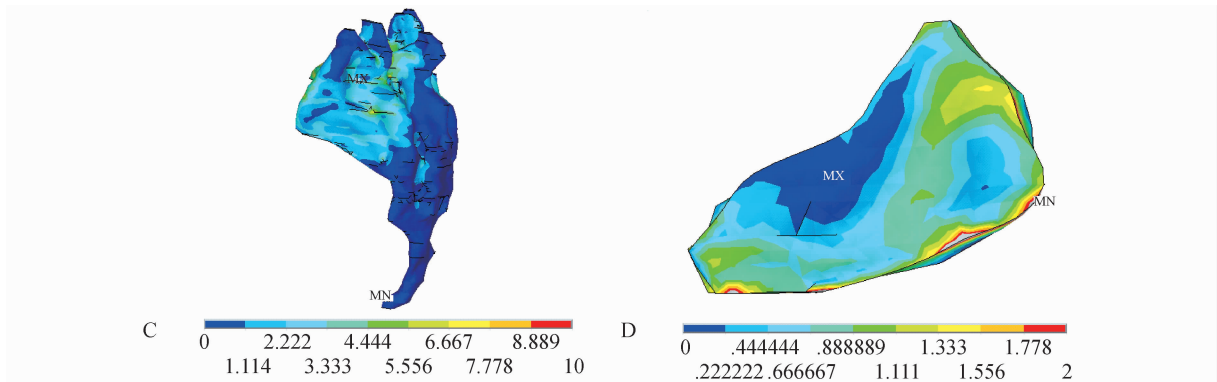 MX
MN
C
0 2.222 4.444 6.667 8.889
1.114 3.333 5.556 7.778 10
MX
MN
D
0 .444444 .888889 1.333 1.778
.222222 .666667 1.111 1.556 2